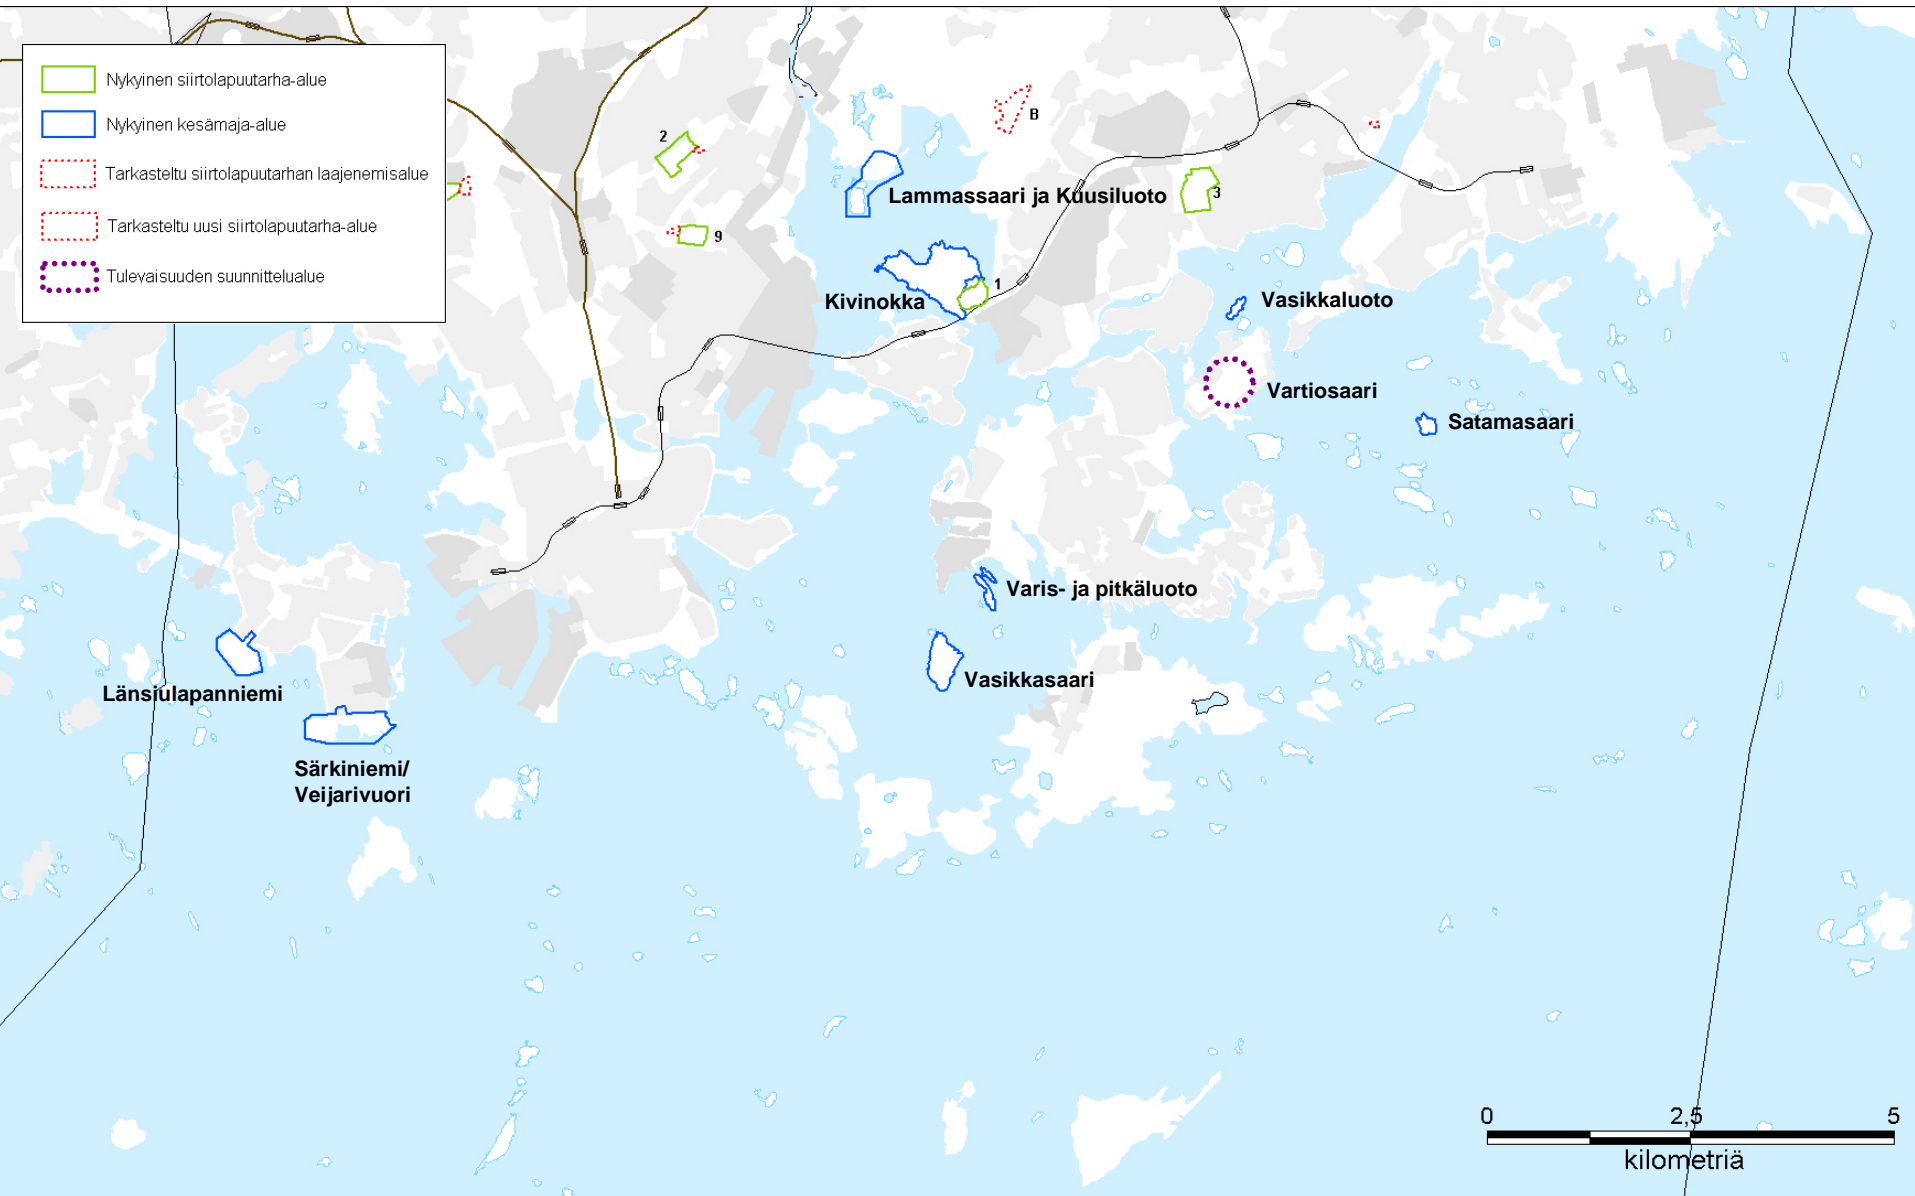 Nykyinen siirtolapuutarha-alue
Nykyinen kesämaja-alue
Tarkasteltu siirtolapuutarhan laajenemisalue
Tarkasteltu uusi siirtolapuutarha-alue
Tulevaisuuden suunnittelualue
2
B
Lammassaari ja Kuusiluoto
3
9
1
Kivinokka
Vasikkaluoto
Vartiosaari
Satamasaari
Varis- ja pitkäluoto
Vasikkasaari
Länsiulapanniemi
Särkiniemi/
Veijarivuori
0 2,5 5
kilometriä